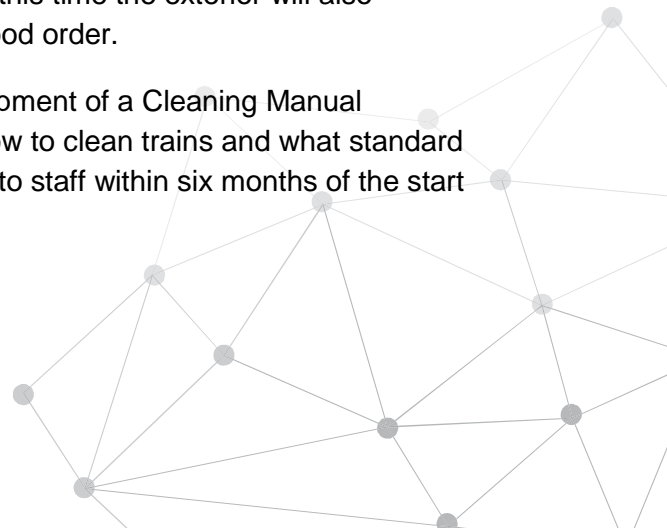 this time the exterior will also
ood order.
oment of a Cleaning Manual
w to clean trains and what standard
to staff within six months of the start